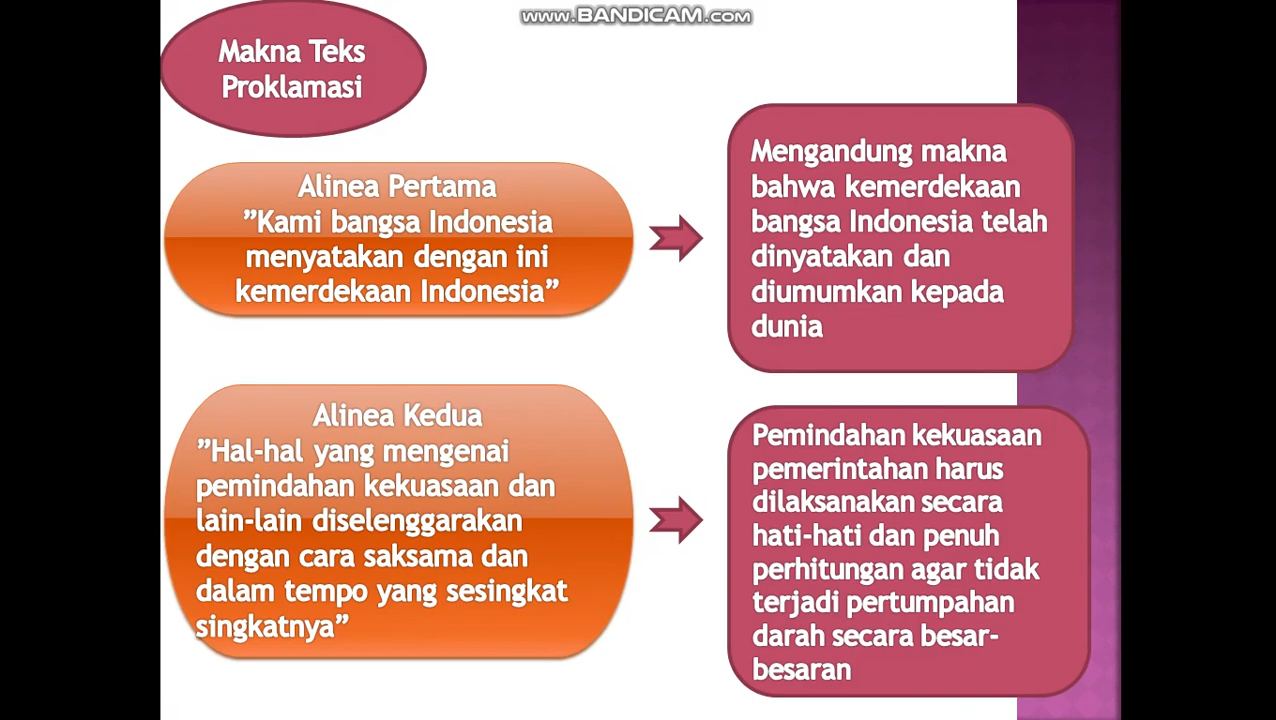 www.BANDICAM.com
Makna Teks
Proklamasi
Alinea Pertama
”Kami bangsa Indonesia
menyatakan dengan ini
kemerdekaan Indonesia”
Mengandung makna
bahwa kemerdekaan
bangsa Indonesia telah
dinyatakan dan
diumumkan kepada
dunia
Alinea Kedua
”Hal-hal yang mengenai
pemindahan kekuasaan dan
lain-lain diselenggarakan
dengan cara saksama dan
dalam tempo yang sesingkat
singkatnya”
Pemindahan kekuasaan
pemerintahan harus
dilaksanakan secara
hati-hati dan penuh
perhitungan agar tidak
terjadi pertumpahan
darah secara besar-
besaran